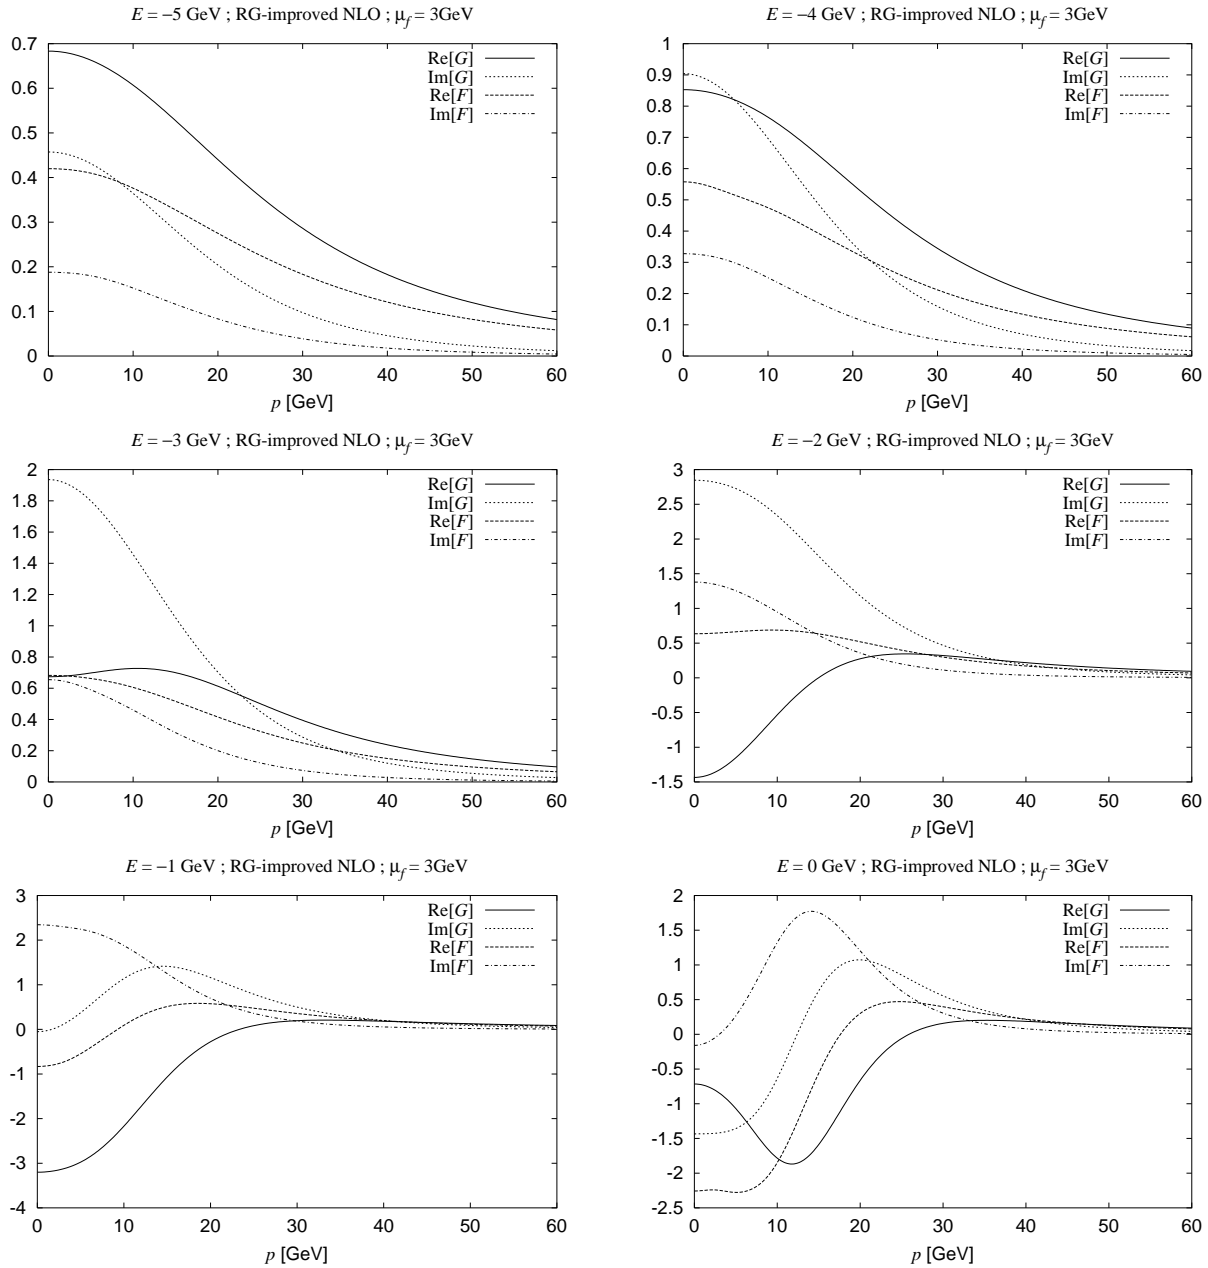 E = −5 GeV ; RG-improved NLO ; μf = 3GeV
0.7
0.6
0.5
0.4
0.3
0.2
0.1
0
Re[G]
Im[G]
Re[F]
Im[F]
0 10 20 30 40 50 60
p [GeV]
E = −4 GeV ; RG-improved NLO ; μf = 3GeV
1
0.9
0.8
0.7
0.6
0.5
0.4
0.3
0.2
0.1
0
Re[G]
Im[G]
Re[F]
Im[F]
0 10 20 30 40 50 60
p [GeV]
E = −3 GeV ; RG-improved NLO ; μf = 3GeV
2
1.8
1.6
1.4
1.2
1
0.8
0.6
0.4
0.2
0
Re[G]
Im[G]
Re[F]
Im[F]
0 10 20 30 40 50 60
p [GeV]
E = −2 GeV ; RG-improved NLO ; μf = 3GeV
3
2.5
2
1.5
1
0.5
0
-0.5
-1
-1.5
Re[G]
Im[G]
Re[F]
Im[F]
0 10 20 30 40 50 60
p [GeV]
E = −1 GeV ; RG-improved NLO ; μf = 3GeV
3
2
1
0
-1
-2
-3
-4
Re[G]
Im[G]
Re[F]
Im[F]
0 10 20 30 40 50 60
p [GeV]
E = 0 GeV ; RG-improved NLO ; μf = 3GeV
2
1.5
1
0.5
0
-0.5
-1
-1.5
-2
-2.5
Re[G]
Im[G]
Re[F]
Im[F]
0 10 20 30 40 50 60
p [GeV]